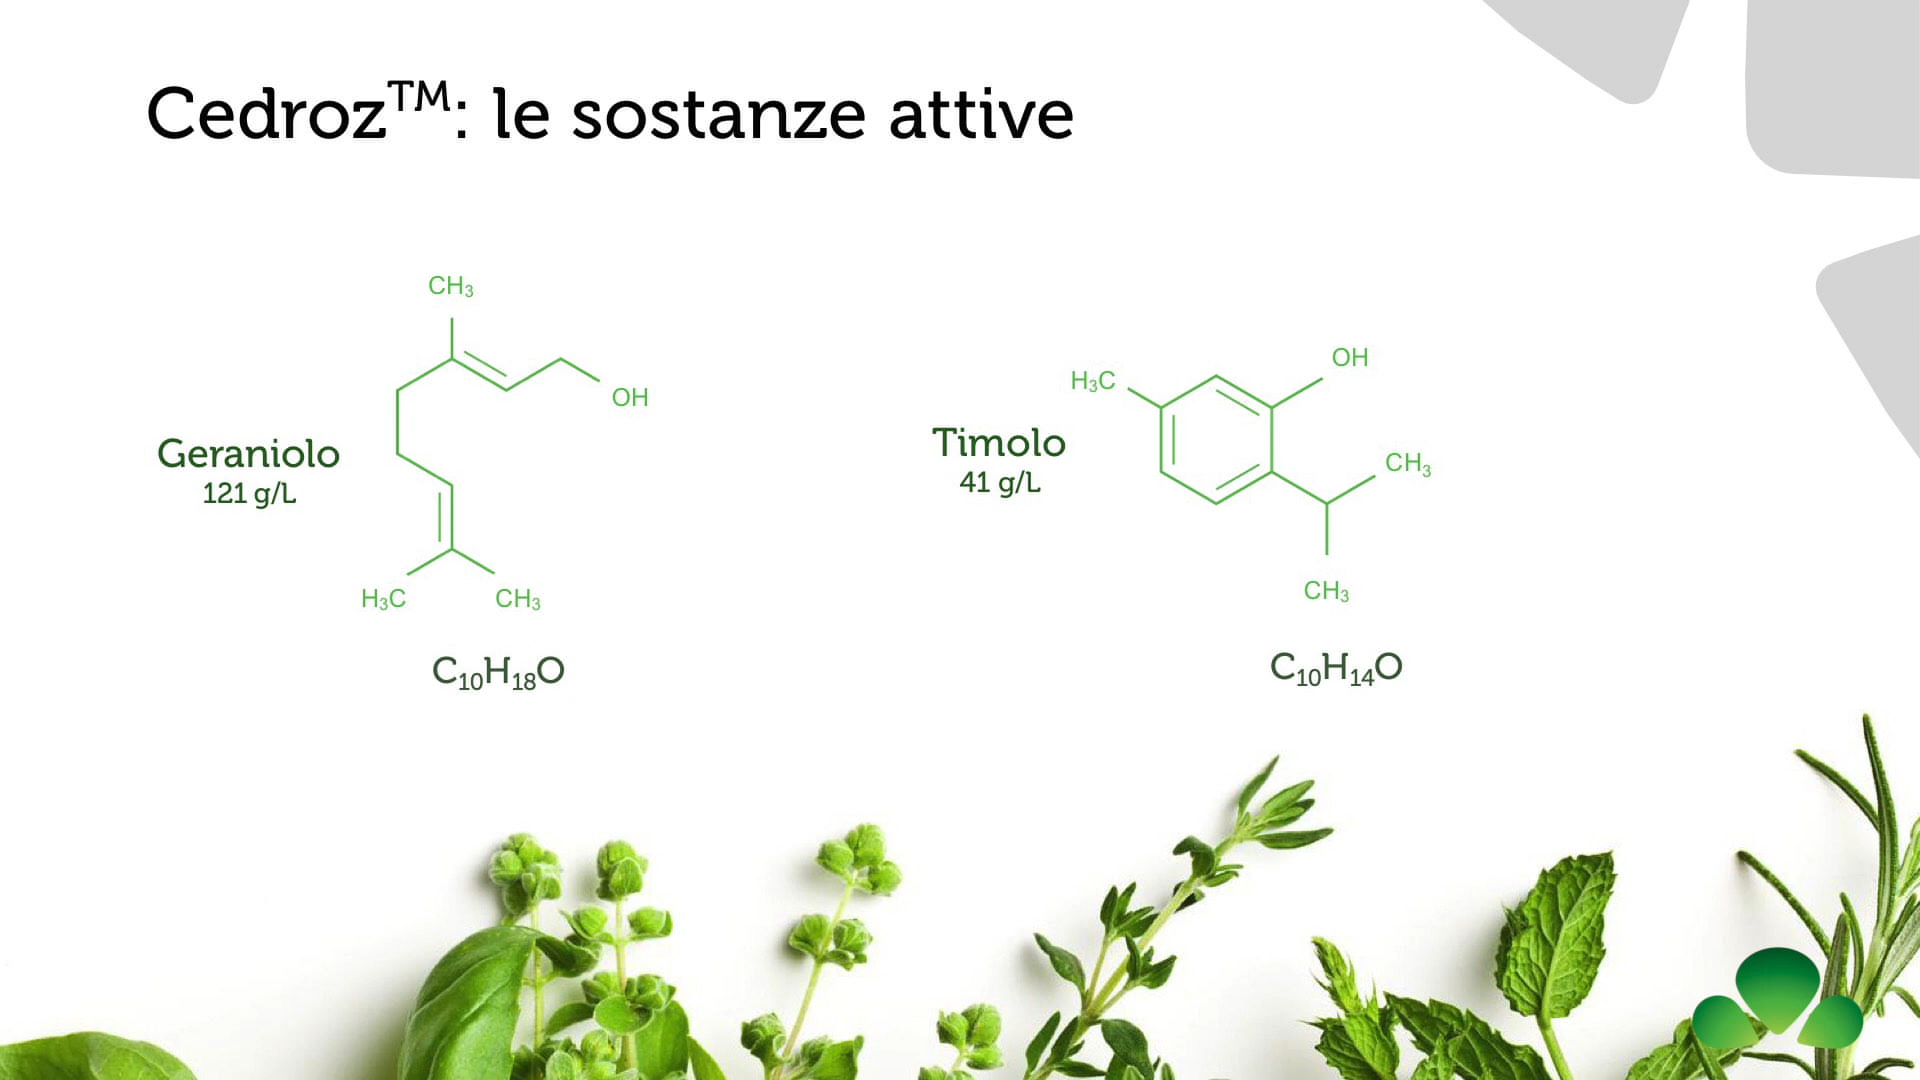 Cedroz™: le sostanze attive
CH₃
OH
Geraniolo
121 g/L
H₃C
CH₃
C₁₀H₁₈O
OH
H₃C
Timolo
41 g/L
CH₃
CH₃
C₁₀H₁₄O